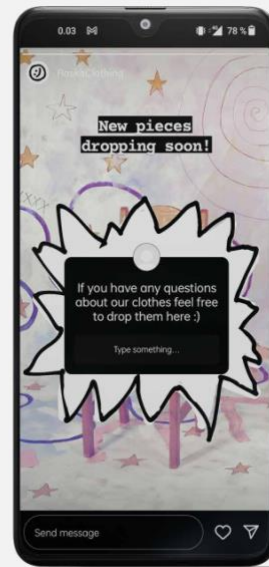 0.03
78 %
New pieces
dropping soon!
If you have any questions
about our clothes feel free
to drop them here :)
Type something...
Send message